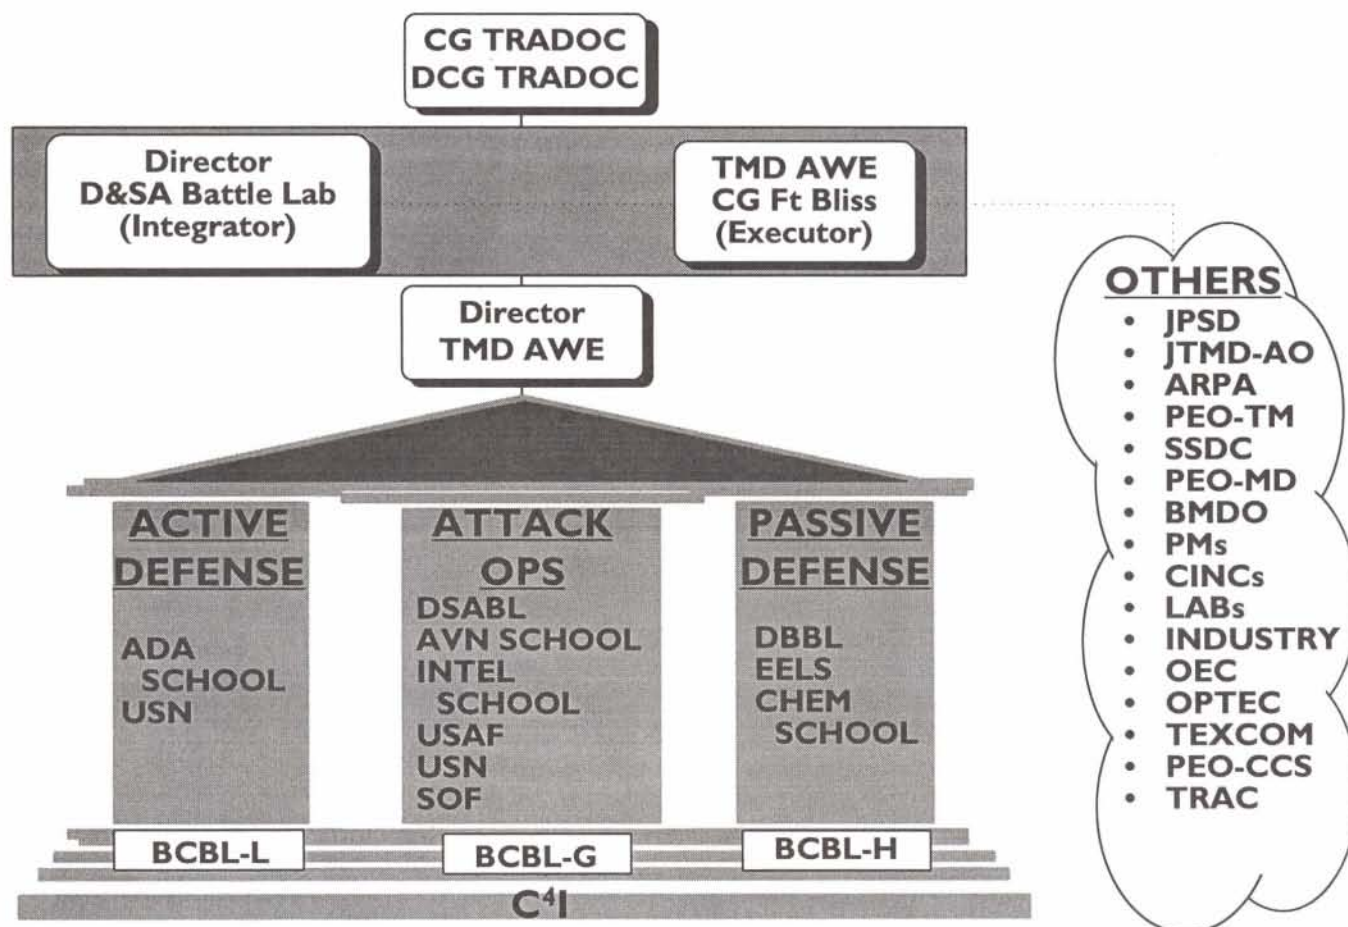 CG TRADOC
DCG TRADOC
Director
D&SA Battle Lab
(Integrator)
TMD AWE
CG Ft Bliss
(Executor)
Director
TMD AWE
ACTIVE
DEFENSE
ADA
SCHOOL
USN
ATTACK
OPS
DSABL
AVN SCHOOL
INTEL
SCHOOL
USAF
USN
SOF
PASSIVE
DEFENSE
DBBL
EELS
CHEM
SCHOOL
BCBL-L
BCBL-G
BCBL-H
C⁴I
OTHERS
• JPSD
• JTMD-AO
• ARPA
• PEO-TM
• SSDC
• PEO-MD
• BMDO
• PMs
• CINCs
• LABs
• INDUSTRY
• OEC
• OPTEC
• TEXCOM
• PEO-CCS
• TRAC